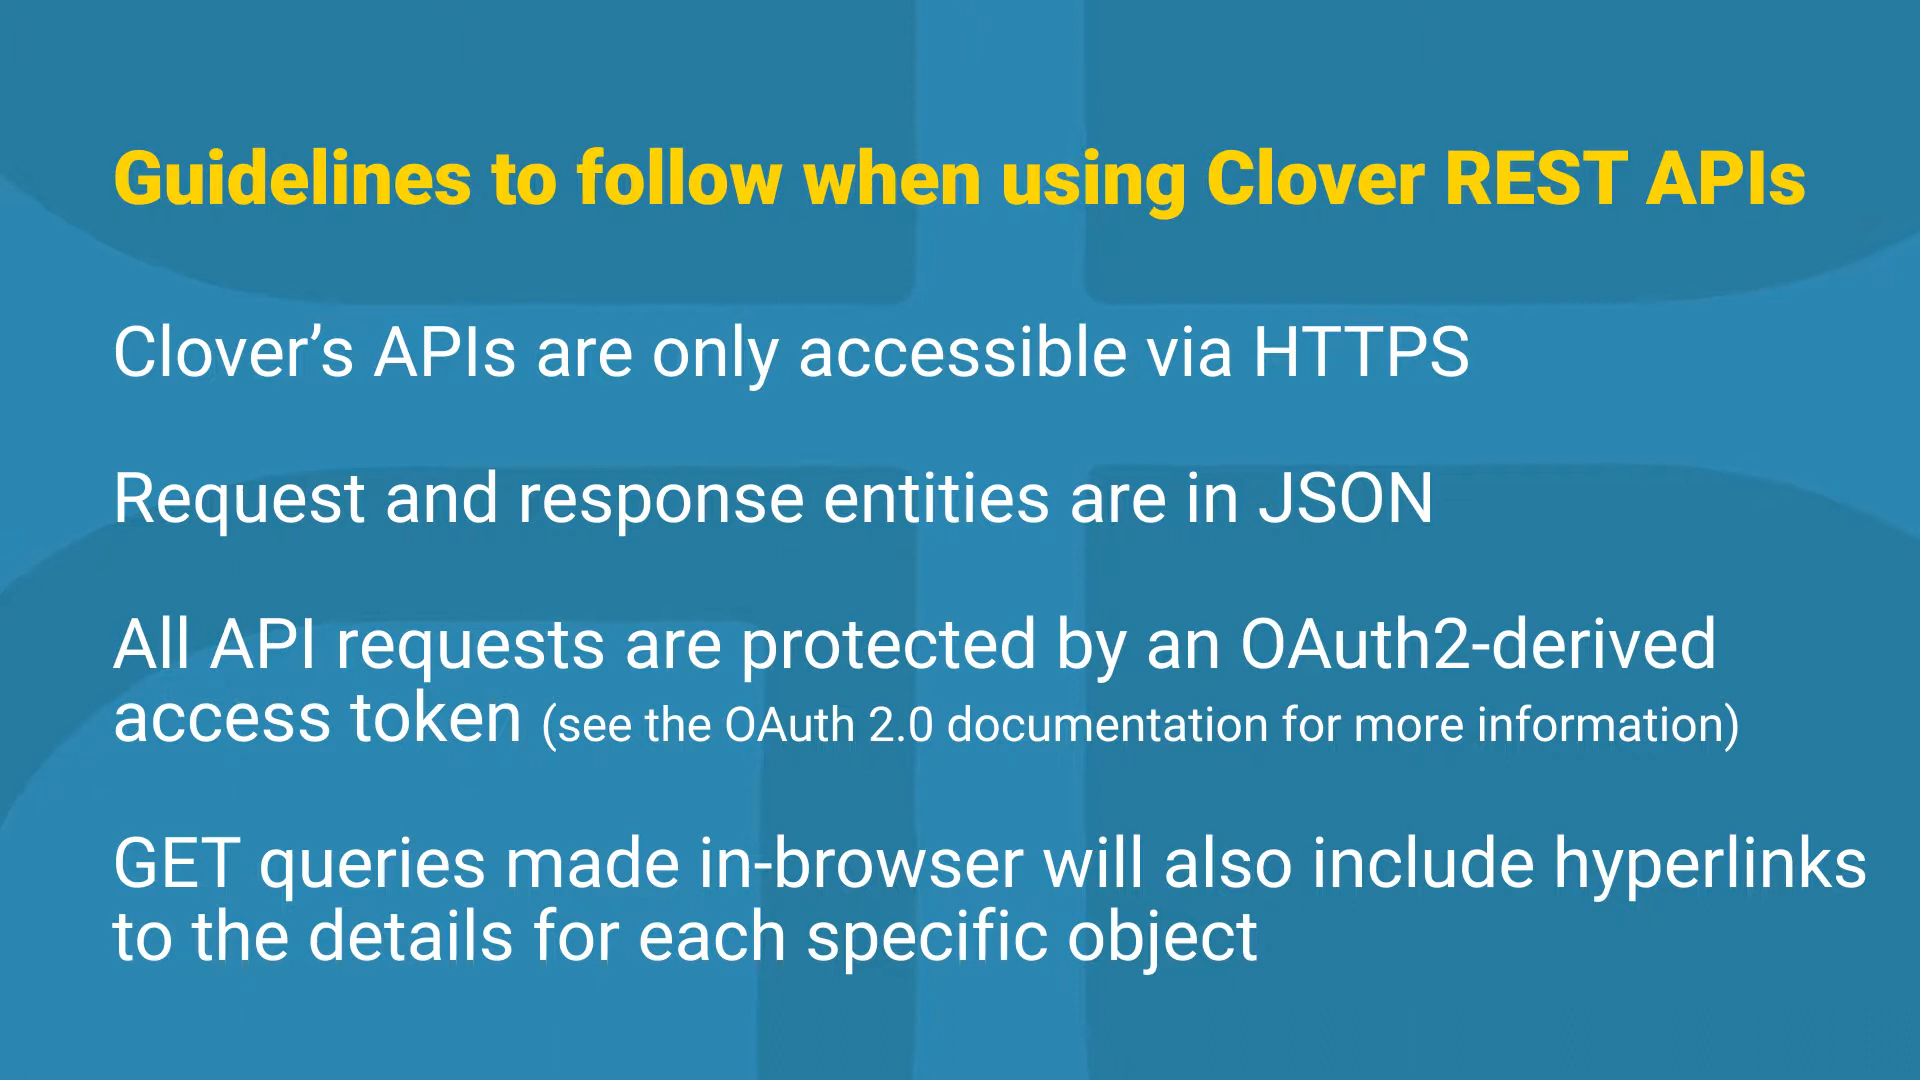 Guidelines to follow when using Clover REST APIs
Clover’s APIs are only accessible via HTTPS
Request and response entities are in JSON
All API requests are protected by an OAuth2-derived
access token (see the OAuth 2.0 documentation for more information)
GET queries made in-browser will also include hyperlinks
to the details for each specific object